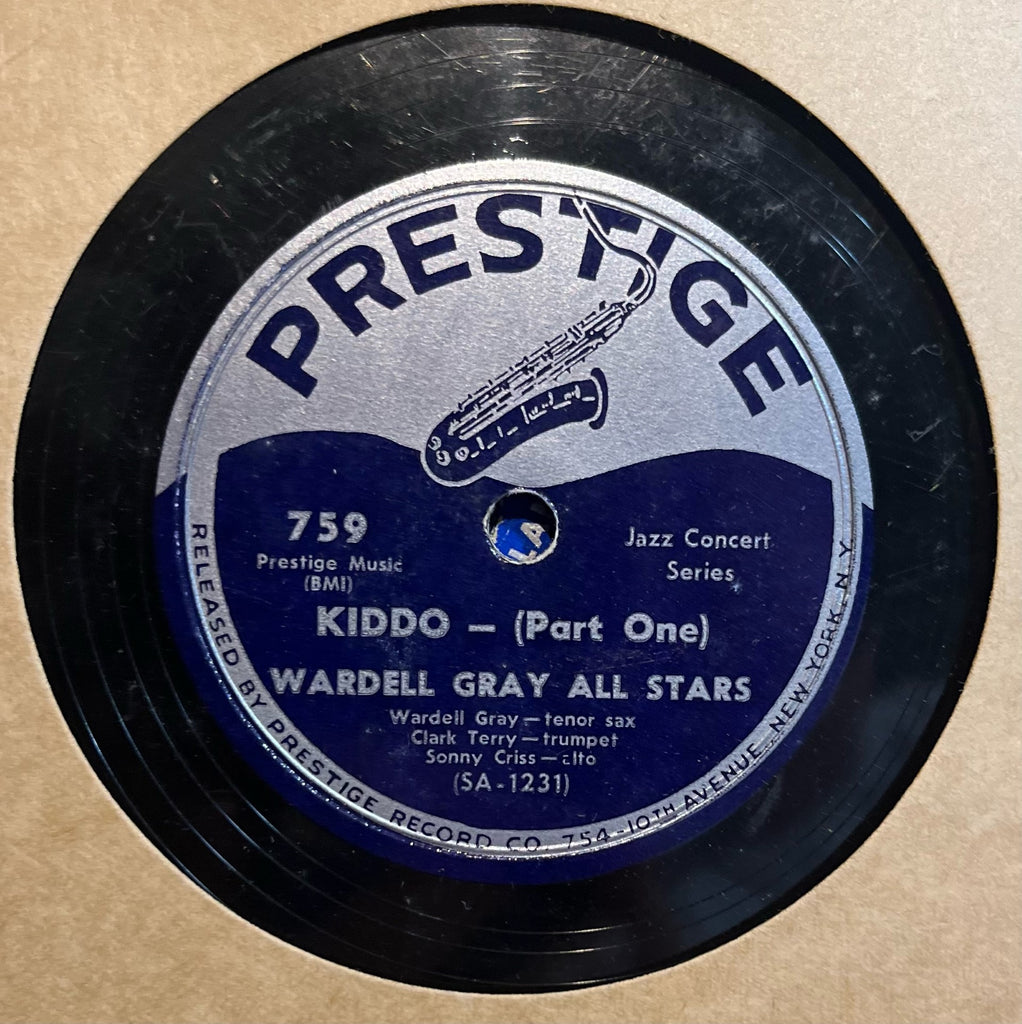 PRESTIGE
759
Prestige Music
(BMI)
Jazz Concert
Series
KIDDO — (Part One)
WARDELL GRAY ALL STARS
Wardell Gray — tenor sax
Clark Terry — trumpet
Sonny Criss — alto
(SA-1231)
RELEASED BY PRESTIGE RECORD CO. 754-10TH AVENUE, NEW YORK, N.Y
LA